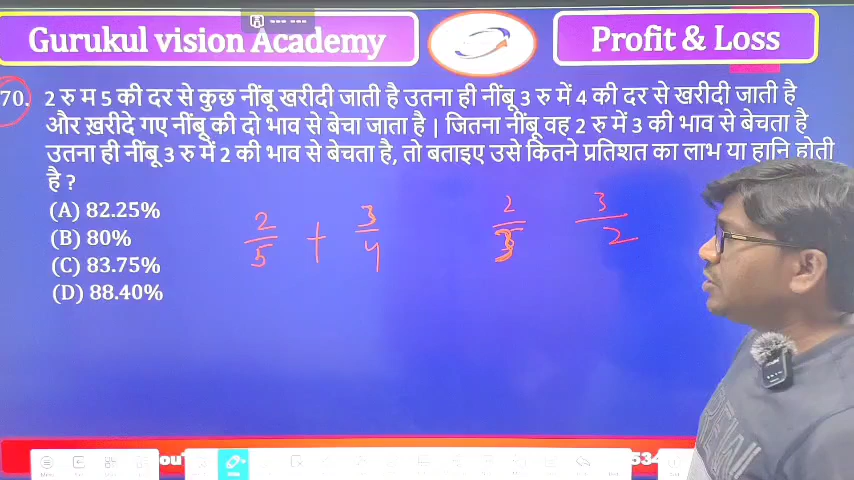 Gurukul vision Academy
Profit & Loss
70. 2 रु म 5 की दर से कुछ नींबू खरीदी जाती है उतना ही नींबू 3 रु में 4 की दर से खरीदी जाती है
और ख़रीदे गए नींबू की दो भाव से बेचा जाता है | जितना नींबू वह 2 रु में 3 की भाव से बेचता है
उतना ही नींबू 3 रु में 2 की भाव से बेचता है, तो बताइए उसे कितने प्रतिशत का लाभ या हानि होती
है ?
(A) 82.25%
(B) 80%
(C) 83.75%
(D) 88.40%
2/5 + 3/4 2/3 3/2